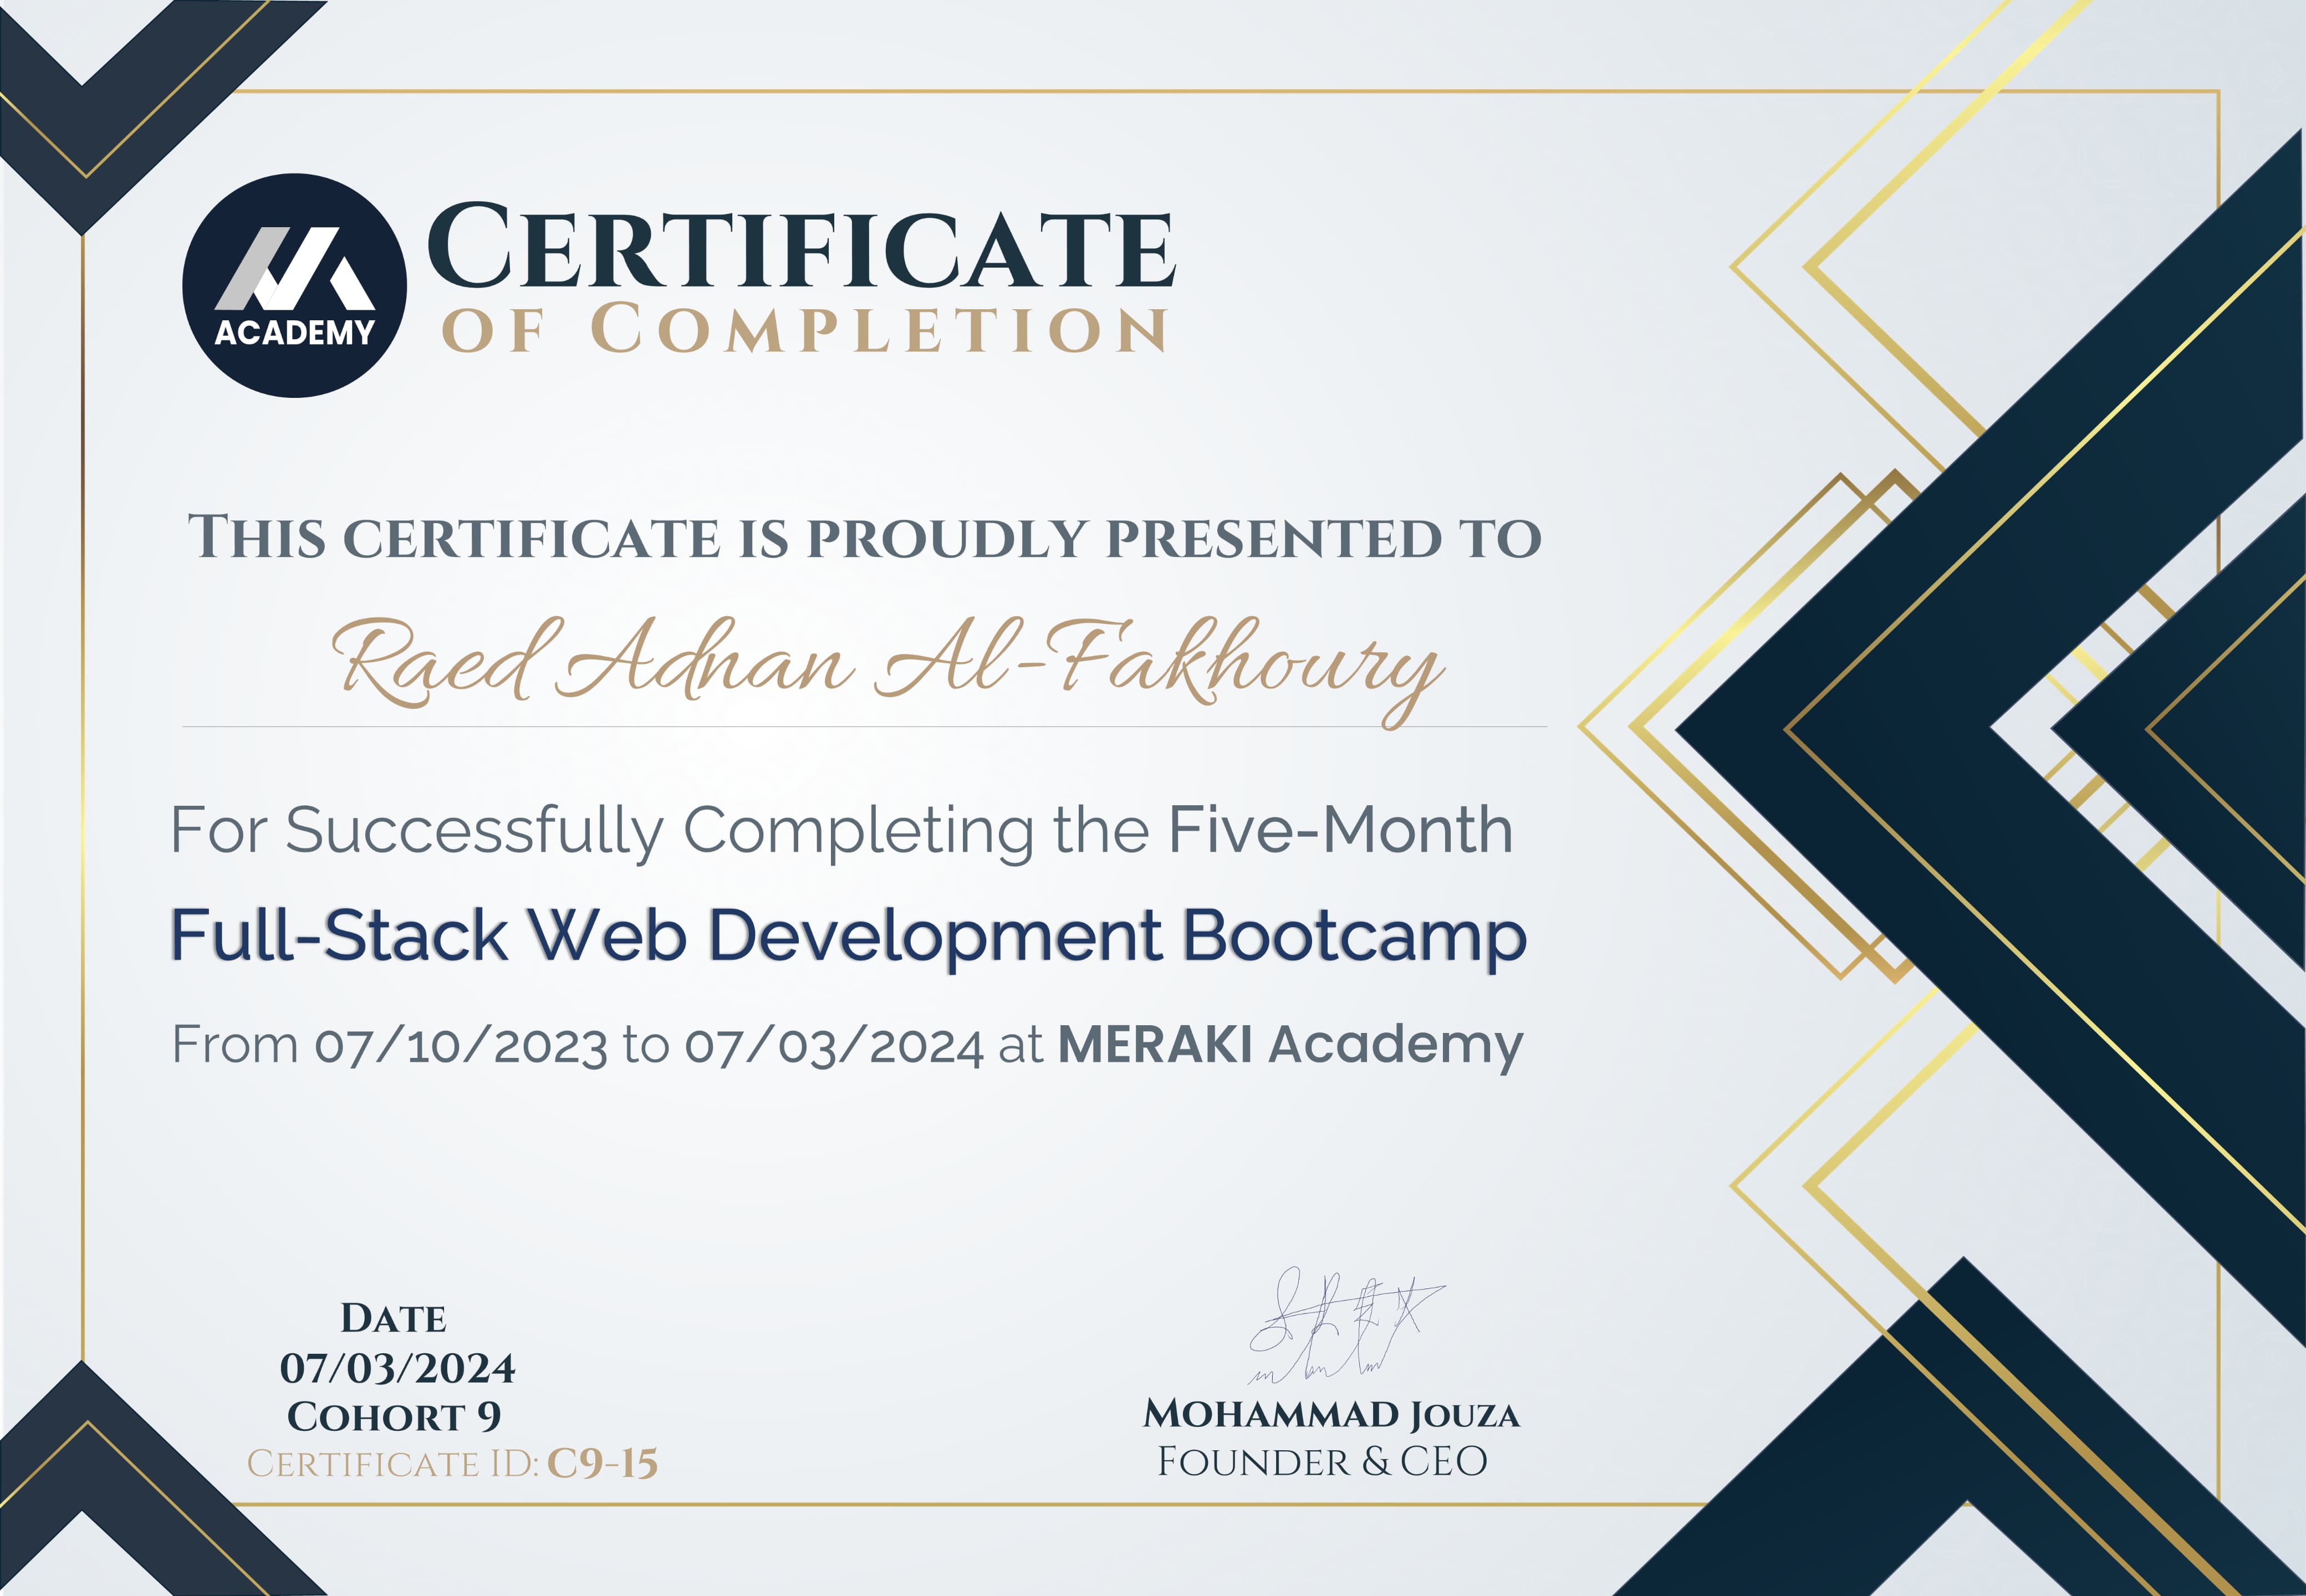 ACADEMY
Certificate
of Completion
This certificate is proudly presented to
Raed Adnan Al-Fakhoury
For Successfully Completing the Five-Month
Full-Stack Web Development Bootcamp
From 07/10/2023 to 07/03/2024 at MERAKI Academy
Date
07/03/2024
Cohort 9
Certificate ID: C9-15
Mohammad Jouza
Founder & CEO